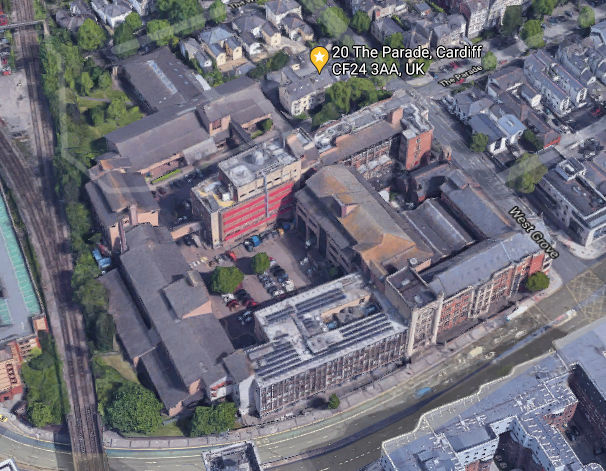 20 The Parade, Cardiff
CF24 3AA, UK
The Parade
West Grove